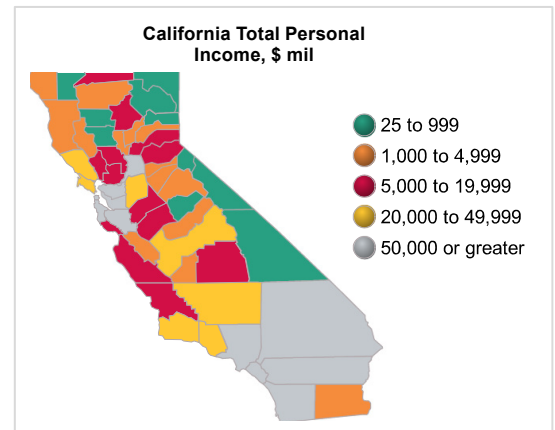 California Total Personal
Income, $ mil
25 to 999
1,000 to 4,999
5,000 to 19,999
20,000 to 49,999
50,000 or greater